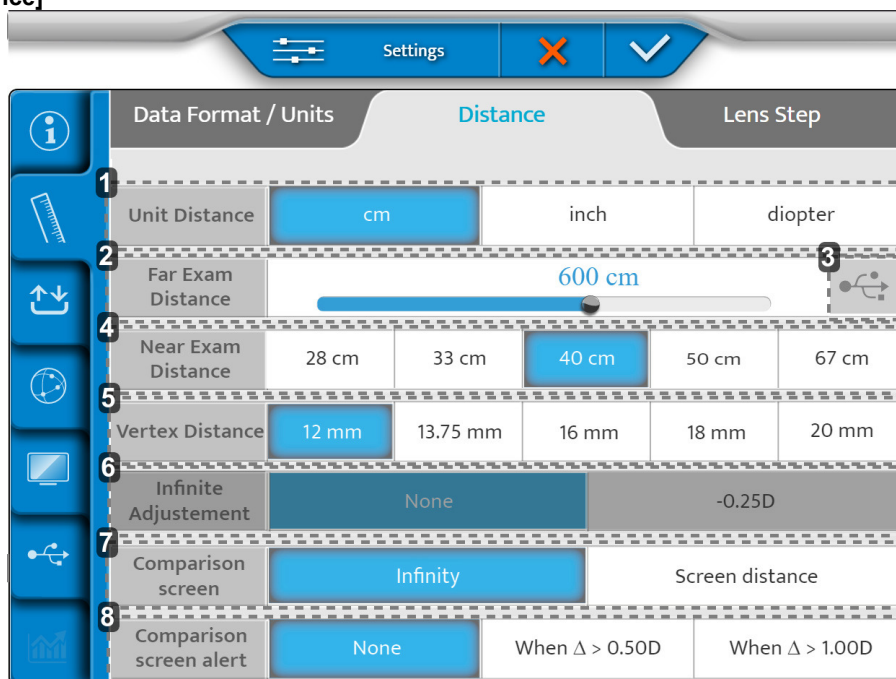 Settings
Data Format / Units Distance Lens Step
1
Unit Distance cm inch diopter
2
3
Far Exam
Distance
600 cm
4
Near Exam
Distance
28 cm 33 cm 40 cm 50 cm 67 cm
5
Vertex Distance 12 mm 13.75 mm 16 mm 18 mm 20 mm
6
Infinite
Adjustement
None -0.25D
7
Comparison
screen
Infinity Screen distance
8
Comparison
screen alert
None When Δ > 0.50D When Δ > 1.00D